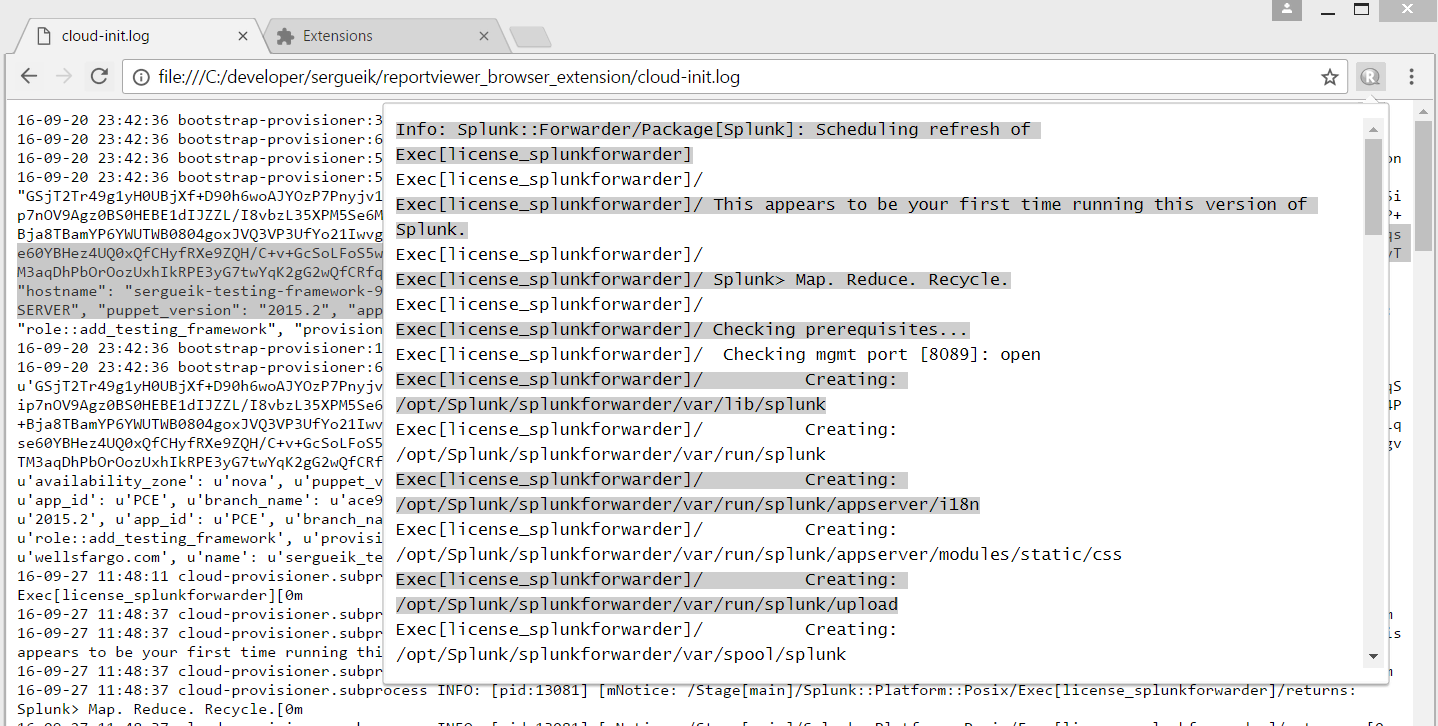 cloud-init.log
Extensions
file:///C:/developer/sergueik/reportviewer_browser_extension/cloud-init.log
R
Info: Splunk::Forwarder/Package[Splunk]: Scheduling refresh of
Exec[license_splunkforwarder]
Exec[license_splunkforwarder]/
Exec[license_splunkforwarder]/ This appears to be your first time running this version of
Splunk.
Exec[license_splunkforwarder]/
Exec[license_splunkforwarder]/ Splunk> Map. Reduce. Recycle.
Exec[license_splunkforwarder]/
Exec[license_splunkforwarder]/ Checking prerequisites...
Exec[license_splunkforwarder]/  Checking mgmt port [8089]: open
Exec[license_splunkforwarder]/          Creating:
/opt/Splunk/splunkforwarder/var/lib/splunk
Exec[license_splunkforwarder]/          Creating:
/opt/Splunk/splunkforwarder/var/run/splunk
Exec[license_splunkforwarder]/          Creating:
/opt/Splunk/splunkforwarder/var/run/splunk/appserver/i18n
Exec[license_splunkforwarder]/          Creating:
/opt/Splunk/splunkforwarder/var/run/splunk/appserver/modules/static/css
Exec[license_splunkforwarder]/          Creating:
/opt/Splunk/splunkforwarder/var/run/splunk/upload
Exec[license_splunkforwarder]/          Creating:
/opt/Splunk/splunkforwarder/var/spool/splunk
16-09-20 23:42:36 bootstrap-provisioner:3
16-09-20 23:42:36 bootstrap-provisioner:6
16-09-20 23:42:36 bootstrap-provisioner:5
16-09-20 23:42:36 bootstrap-provisioner:5
"GSjT2Tr49g1yH0UBjXf+D90h6woAJYOzP7Pnyjv1
p7nOV9Agz0BS0HEBE1dIJZZL/I8vbzL35XPM5Se6M
Bja8TBamYP6YWUTWB0804goxJVQ3VP3UfYo21Iwvg
e60YBHez4UQ0xQfCHyfRXe9ZQH/C+v+GcSoLFoS5w
M3aqDhPbOrOozUxhIkRPE3yG7twYqK2gG2wQfCRfq
"hostname": "sergueik-testing-framework-9
SERVER", "puppet_version": "2015.2", "app
"role::add_testing_framework", "provision
16-09-20 23:42:36 bootstrap-provisioner:1
16-09-20 23:42:36 bootstrap-provisioner:6
u'GSjT2Tr49g1yH0UBjXf+D90h6woAJYOzP7Pnyjv
ip7nOV9Agz0BS0HEBE1dIJZZL/I8vbzL35XPM5Se6
+Bja8TBamYP6YWUTWB0804goxJVQ3VP3UfYo21Iwv
se60YBHez4UQ0xQfCHyfRXe9ZQH/C+v+GcSoLFoS5
TM3aqDhPbOrOozUxhIkRPE3yG7twYqK2gG2wQfCRf
u'availability_zone': u'nova', u'puppet_v
u'app_id': u'PCE', u'branch_name': u'ace9
u'2015.2', u'app_id': u'PCE', u'branch_na
u'role::add_testing_framework', u'provisi
u'wellsfargo.com', u'name': u'sergueik_te
16-09-27 11:48:11 cloud-provisioner.subpr
Exec[license_splunkforwarder][0m
16-09-27 11:48:37 cloud-provisioner.subpr
16-09-27 11:48:37 cloud-provisioner.subpr
appears to be your first time running thi
16-09-27 11:48:37 cloud-provisioner.subpr
16-09-27 11:48:37 cloud-provisioner.subprocess INFO: [pid:13081] [mNotice: /Stage[main]/Splunk::Platform::Posix/Exec[license_splunkforwarder]/returns:
Splunk> Map. Reduce. Recycle.[0m